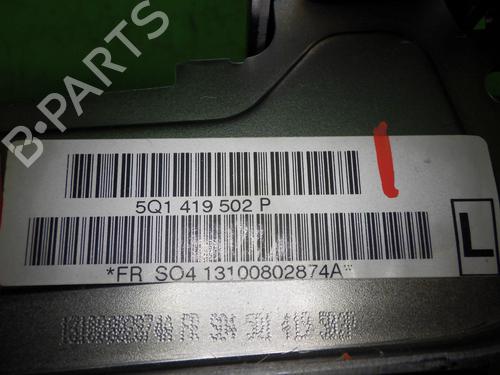 B-PARTS
5Q1 419 502 P
L
*FR SO4 13100802874A*